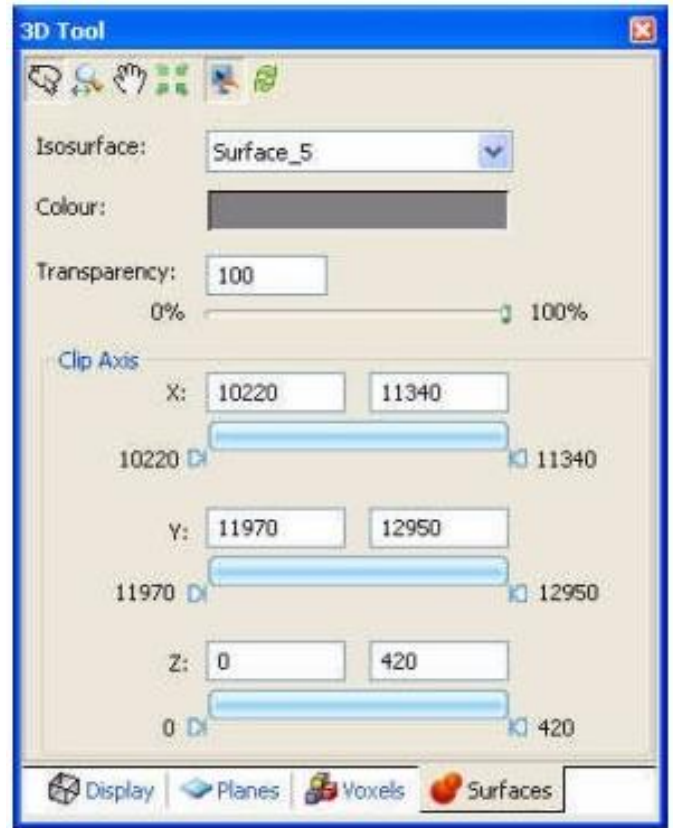 3D Tool
Isosurface: Surface_5
Colour:
Transparency: 100
0% 100%
Clip Axis
X: 10220 11340
10220 11340
Y: 11970 12950
11970 12950
Z: 0 420
0 420
Display Planes Voxels Surfaces